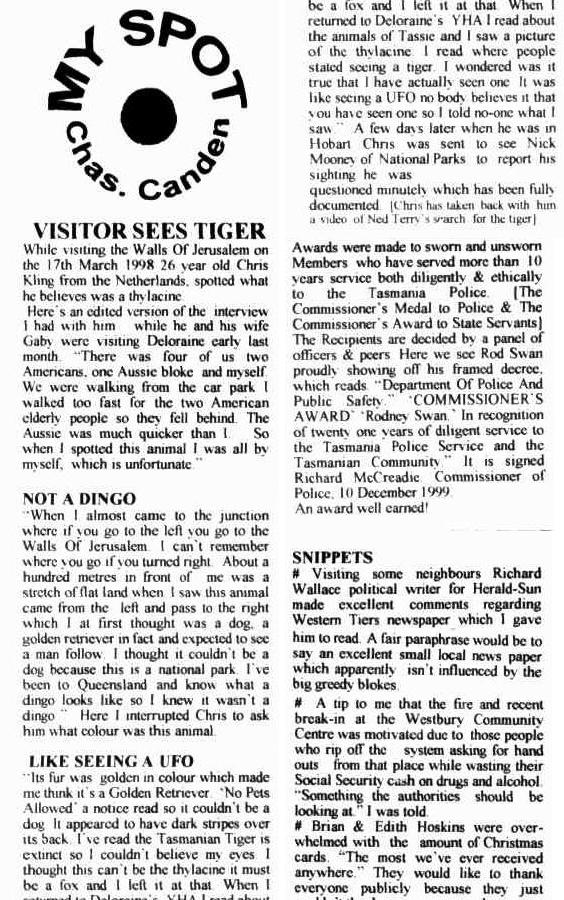 MY SPOT
Chas. Canden
VISITOR SEES TIGER
While visiting the Walls Of Jerusalem on
the 17th March 1998 26 year old Chris
Kling from the Netherlands, spotted what
he believes was a thylacine
Here's an edited version of the interview
I had with him while he and his wife
Gaby were visiting Deloraine early last
month. "There was four of us two
Americans, one Aussie bloke and myself.
We were walking from the car park I
walked too fast for the two American
elderly people so they fell behind. The
Aussie was much quicker than I. So
when I spotted this animal I was all by
myself, which is unfortunate."
NOT A DINGO
"When I almost came to the junction
where if you go to the left you go to the
Walls Of Jerusalem. I can't remember
where you go if you turned right. About a
hundred metres in front of me was a
stretch of flat land when I saw this animal
came from the left and pass to the right
which I at first thought was a dog, a
golden retriever in fact and expected to see
a man follow. I thought it couldn't be a
dog because this is a national park. I've
been to Queensland and know what a
dingo looks like so I knew it wasn't a
dingo." Here I interrupted Chris to ask
him what colour was this animal.
LIKE SEEING A UFO
"Its fur was golden in colour which made
me think it's a Golden Retriever. 'No Pets
Allowed' a notice read so it couldn't be a
dog. It appeared to have dark stripes over
its back. I've read the Tasmanian Tiger is
extinct so I couldn't believe my eyes. I
thought this can't be the thylacine it must
be a fox and I left it at that. When I
returned to Deloraine's YHA I read about
be a fox and I left it at that. When I
returned to Deloraine's YHA I read about
the animals of Tassie and I saw a picture
of the thylacine. I read where people
stated seeing a tiger. I wondered was it
true that I have actually seen one. It was
like seeing a UFO no body believes it that
you have seen one so I told no-one what I
saw." A few days later when he was in
Hobart Chris was sent to see Nick
Mooney of National Parks to report his
sighting he was
questioned minutely which has been fully
documented. [Chris has taken back with him
a video of Ned Terry's search for the tiger]
Awards were made to sworn and unsworn
Members who have served more than 10
years service both diligently & ethically
to the Tasmania Police. [The
Commissioner's Medal to Police & The
Commissioner's Award to State Servants]
The Recipients are decided by a panel of
officers & peers Here we see Rod Swan
proudly showing off his framed decree,
which reads. "Department Of Police And
Public Safety." 'COMMISSIONER'S
AWARD' 'Rodney Swan.' In recognition
of twenty one years of diligent service to
the Tasmania Police Service and the
Tasmanian Community" It is signed
Richard McCreadie, Commissioner of
Police, 10 December 1999.
An award well earned!
SNIPPETS
# Visiting some neighbours Richard
Wallace political writer for Herald-Sun
made excellent comments regarding
Western Tiers newspaper which I gave
him to read. A fair paraphrase would be to
say an excellent small local news paper
which apparently isn't influenced by the
big greedy blokes.
# A tip to me that the fire and recent
break-in at the Westbury Community
Centre was motivated due to those people
who rip off the system asking for hand
outs from that place while wasting their
Social Security cash on drugs and alcohol.
"Something the authorities should be
looking at." I was told.
# Brian & Edith Hoskins were over-
whelmed with the amount of Christmas
cards. "The most we've ever received
anywhere." They would like to thank
everyone publicly because they just